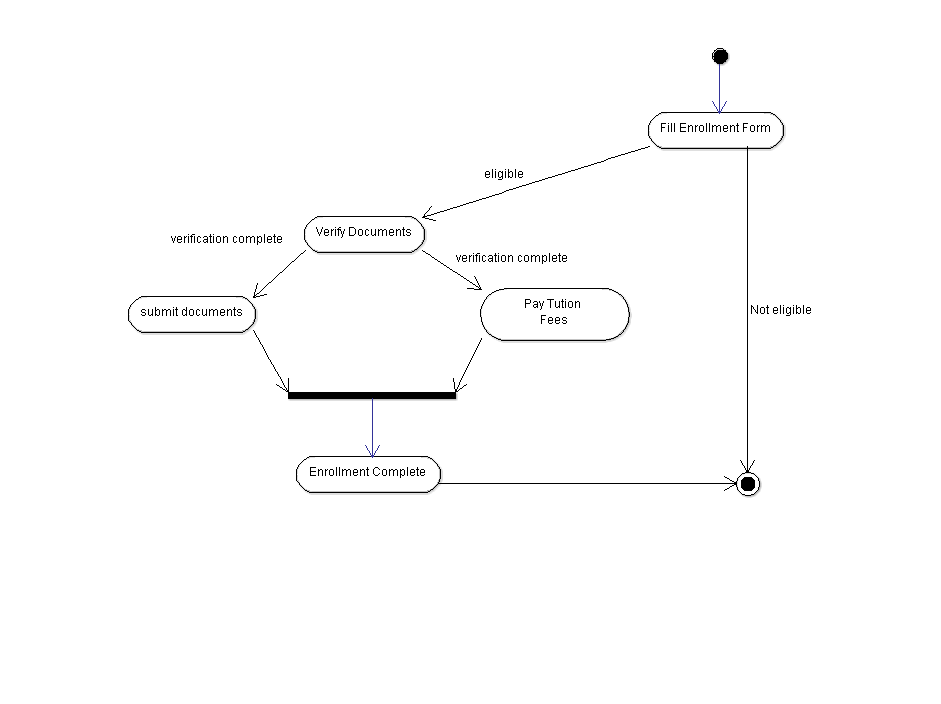 Fill Enrollment Form
eligible
Verify Documents
verification complete
verification complete
submit documents
Pay Tution
Fees
Not eligible
Enrollment Complete